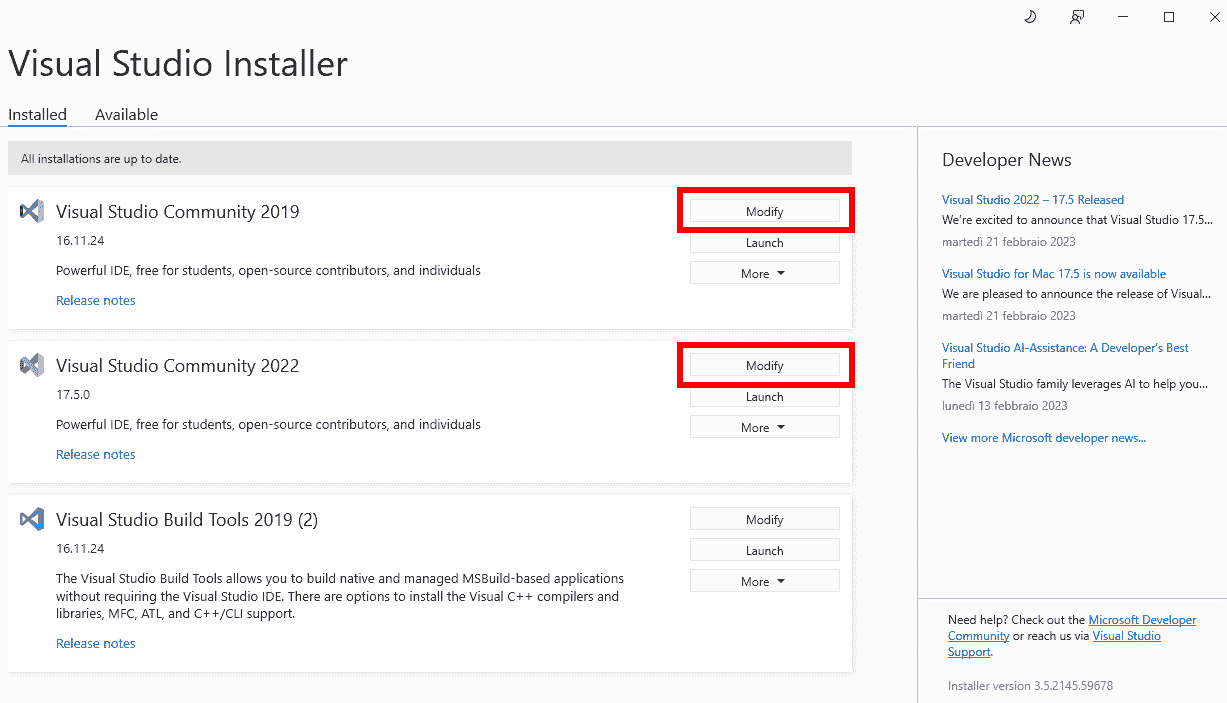 Visual Studio Installer
Installed
Available
All installations are up to date.
Visual Studio Community 2019
16.11.24
Powerful IDE, free for students, open-source contributors, and individuals
Release notes
Modify
Launch
More
Visual Studio Community 2022
17.5.0
Powerful IDE, free for students, open-source contributors, and individuals
Release notes
Modify
Launch
More
Visual Studio Build Tools 2019 (2)
16.11.24
The Visual Studio Build Tools allows you to build native and managed MSBuild-based applications
without requiring the Visual Studio IDE. There are options to install the Visual C++ compilers and
libraries, MFC, ATL, and C++/CLI support.
Release notes
Modify
Launch
More
Developer News
Visual Studio 2022 – 17.5 Released
We're excited to announce that Visual Studio 17.5...
martedì 21 febbraio 2023
Visual Studio for Mac 17.5 is now available
We are pleased to announce the release of Visual...
martedì 21 febbraio 2023
Visual Studio AI-Assistance: A Developer's Best
Friend
The Visual Studio family leverages AI to help you...
lunedì 13 febbraio 2023
View more Microsoft developer news...
Need help? Check out the Microsoft Developer
Community or reach us via Visual Studio
Support.
Installer version 3.5.2145.59678